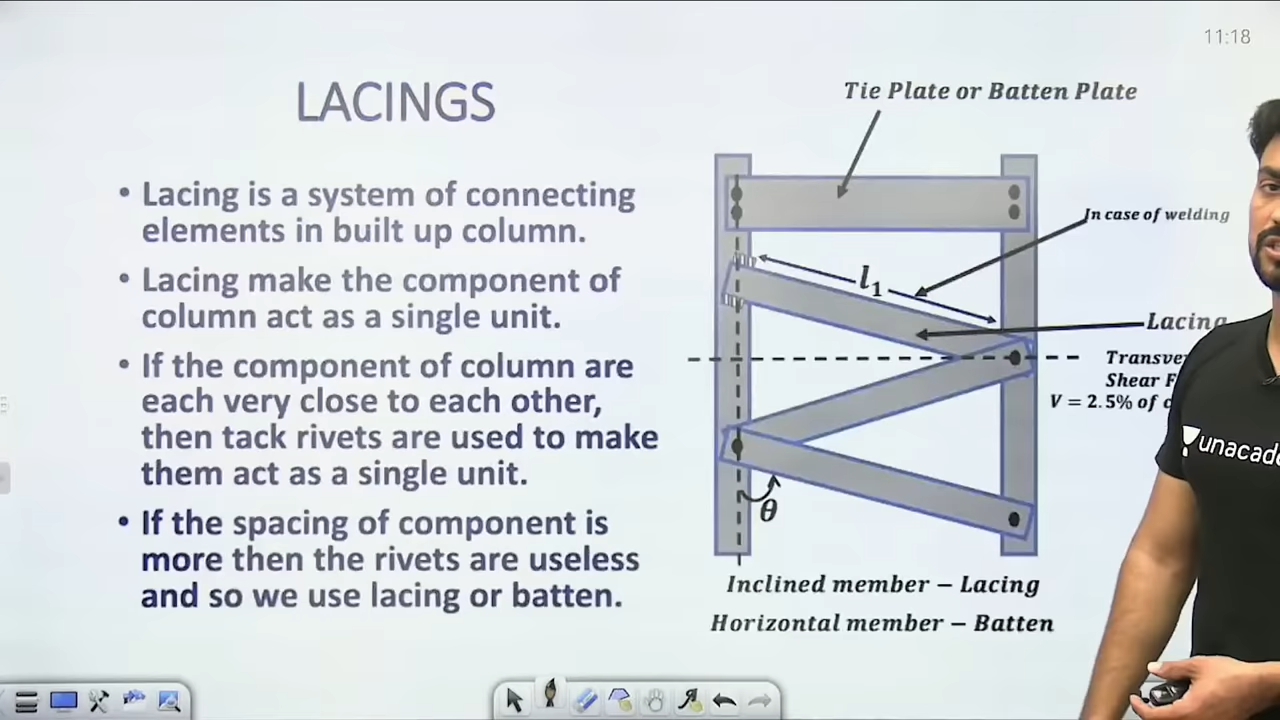 11:18
LACINGS
Tie Plate or Batten Plate
• Lacing is a system of connecting
elements in built up column.
• Lacing make the component of
column act as a single unit.
• If the component of column are
each very close to each other,
then tack rivets are used to make
them act as a single unit.
• If the spacing of component is
more then the rivets are useless
and so we use lacing or batten.
In case of welding
l₁
Lacing
Shear F
V = 2.5% of
θ
Inclined member – Lacing
Horizontal member – Batten
unacade